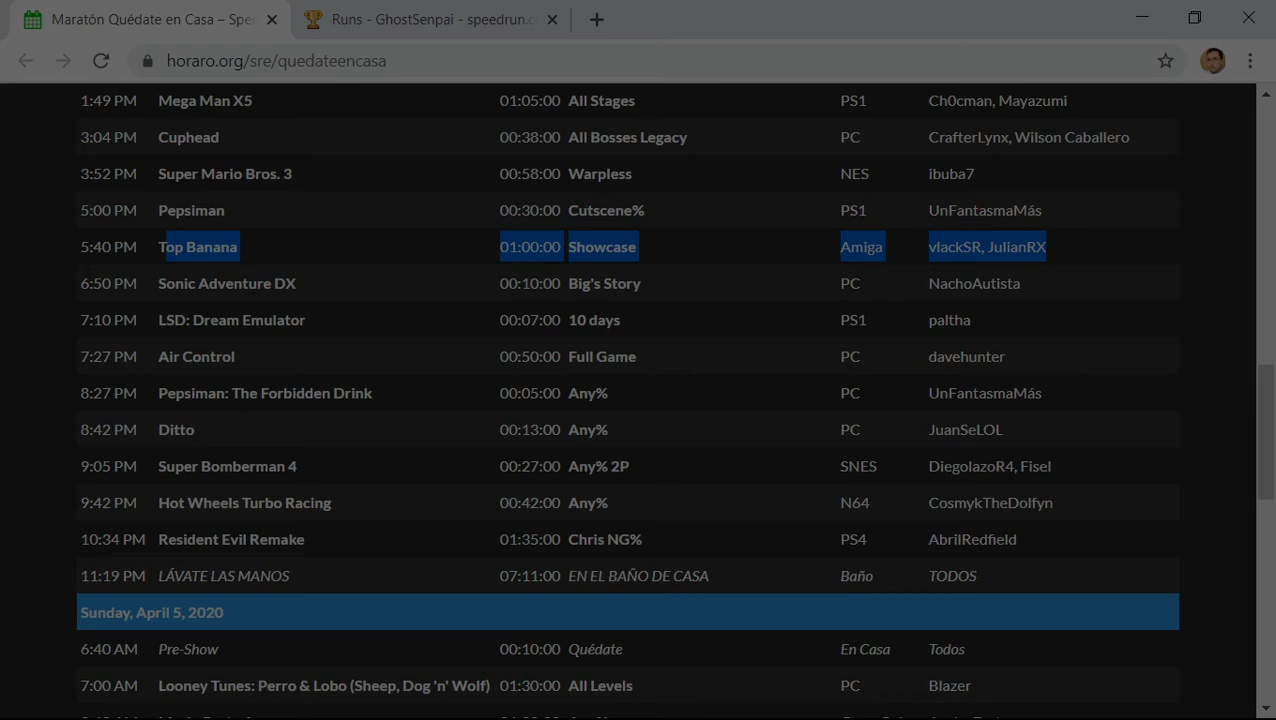 Maratón Quédate en Casa – Spe
Runs - GhostSenpai - speedrun.c
horaro.org/sre/quedateencasa
1:49 PM Mega Man X5 01:05:00 All Stages PS1 Ch0cman, Mayazumi
3:04 PM Cuphead 00:38:00 All Bosses Legacy PC CrafterLynx, Wilson Caballero
3:52 PM Super Mario Bros. 3 00:58:00 Warpless NES ibuba7
5:00 PM Pepsiman 00:30:00 Cutscene% PS1 UnFantasmaMás
5:40 PM Top Banana 01:00:00 Showcase Amiga vlackSR, JulianRX
6:50 PM Sonic Adventure DX 00:10:00 Big's Story PC NachoAutista
7:10 PM LSD: Dream Emulator 00:07:00 10 days PS1 paltha
7:27 PM Air Control 00:50:00 Full Game PC davehunter
8:27 PM Pepsiman: The Forbidden Drink 00:05:00 Any% PC UnFantasmaMás
8:42 PM Ditto 00:13:00 Any% PC JuanSeLOL
9:05 PM Super Bomberman 4 00:27:00 Any% 2P SNES DiegolazoR4, Fisel
9:42 PM Hot Wheels Turbo Racing 00:42:00 Any% N64 CosmykTheDolfyn
10:34 PM Resident Evil Remake 01:35:00 Chris NG% PS4 AbrilRedfield
11:19 PM LÁVATE LAS MANOS 07:11:00 EN EL BAÑO DE CASA Baño TODOS
Sunday, April 5, 2020
6:40 AM Pre-Show 00:10:00 Quédate En Casa Todos
7:00 AM Looney Tunes: Perro & Lobo (Sheep, Dog 'n' Wolf) 01:30:00 All Levels PC Blazer